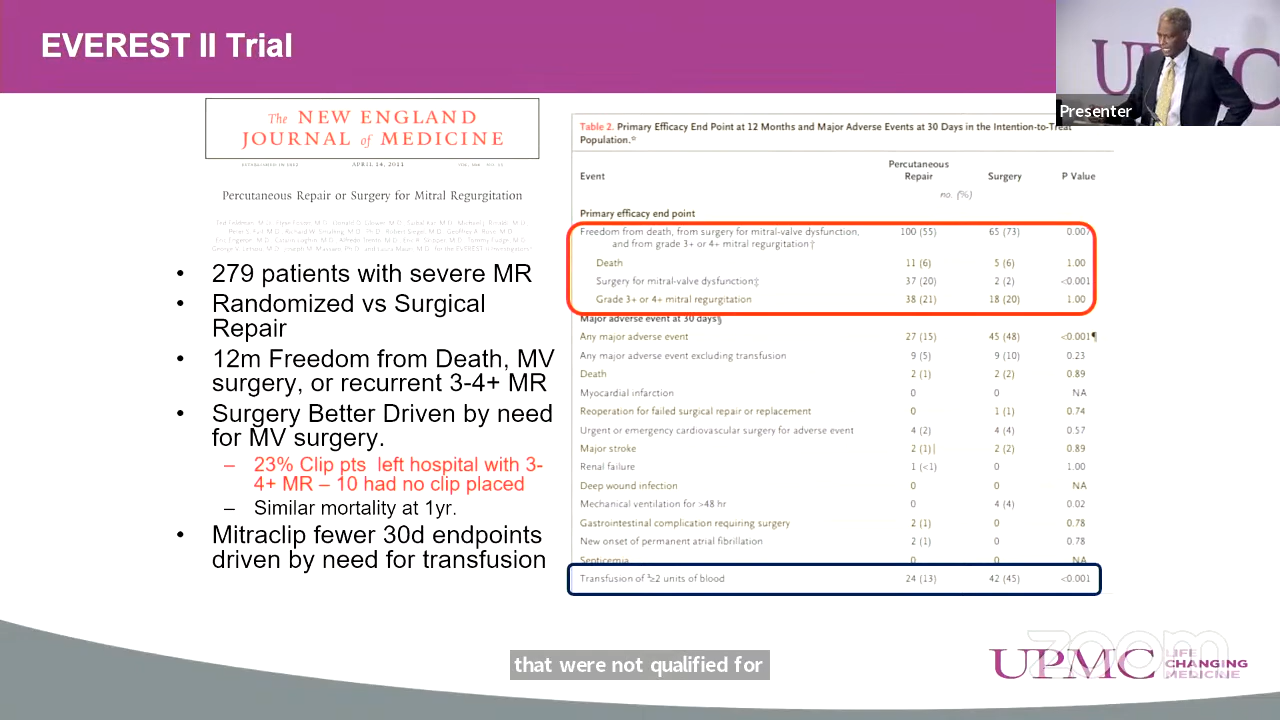 EVEREST II Trial
UPMC
Presenter
The NEW ENGLAND
JOURNAL of MEDICINE
ESTABLISHED IN 1812
APRIL 14, 2011
Percutaneous Repair or Surgery for Mitral Regurgitation
• 279 patients with severe MR
• Randomized vs Surgical
Repair
• 12m Freedom from Death, MV
surgery, or recurrent 3-4+ MR
• Surgery Better Driven by need
for MV surgery.
– 23% Clip pts left hospital with 3-
4+ MR – 10 had no clip placed
– Similar mortality at 1yr.
• Mitraclip fewer 30d endpoints
driven by need for transfusion
Table 2. Primary Efficacy End Point at 12 Months and Major Adverse Events at 30 Days in the Intention-to-Treat
Population.*
Event Percutaneous Repair Surgery P Value
no. (%)
Primary efficacy end point
Freedom from death, from surgery for mitral-valve dysfunction,
and from grade 3+ or 4+ mitral regurgitation† 100 (55) 65 (73) 0.007
Death 11 (6) 5 (6) 1.00
Surgery for mitral-valve dysfunction‡ 37 (20) 2 (2) <0.001
Grade 3+ or 4+ mitral regurgitation 38 (21) 18 (20) 1.00
Major adverse event at 30 days§
Any major adverse event 27 (15) 45 (48) <0.001¶
Any major adverse event excluding transfusion 9 (5) 9 (10) 0.23
Death 2 (1) 2 (2) 0.89
Myocardial infarction 0 0 NA
Reoperation for failed surgical repair or replacement 0 1 (1) 0.74
Urgent or emergency cardiovascular surgery for adverse event 4 (2) 4 (4) 0.57
Major stroke 2 (1) 2 (2) 0.89
Renal failure 1 (<1) 0 1.00
Deep wound infection 0 0 NA
Mechanical ventilation for >48 hr 0 4 (4) 0.02
Gastrointestinal complication requiring surgery 2 (1) 0 0.78
New onset of permanent atrial fibrillation 2 (1) 0 0.78
Septicemia 0 0 NA
Transfusion of ≥2 units of blood 24 (13) 42 (45) <0.001
that were not qualified for
zoom
UPMC LIFE
CHANGING
MEDICINE